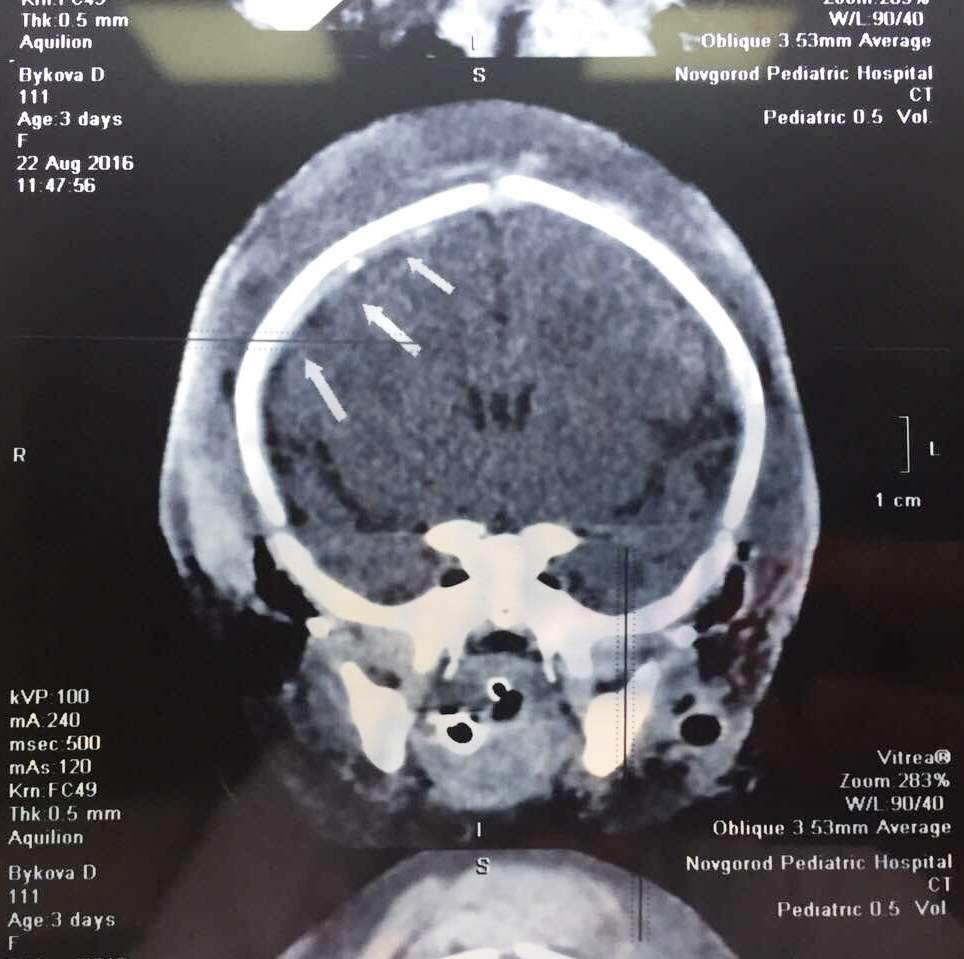 Thk:0.5 mm
Aquilion
W/L:90/40
Oblique 3.53mm Average
I
S
Bykova D
111
Age:3 days
F
22 Aug 2016
11:47:56
Novgorod Pediatric Hospital
CT
Pediatric 0.5 Vol.
R
L
1 cm
kVP:100
mA:240
msec:500
mAs:120
Krn:FC49
Thk:0.5 mm
Aquilion
Vitrea®
Zoom:283%
W/L:90/40
Oblique 3.53mm Average
I
S
Bykova D
111
Age:3 days
F
Novgorod Pediatric Hospital
CT
Pediatric 0.5 Vol.